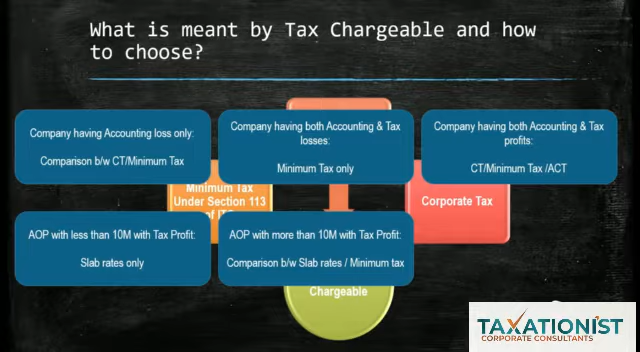 What is meant by Tax Chargeable and how
to choose?
Company having Accounting loss only:
Comparison b/w CT/Minimum Tax
Company having both Accounting & Tax
losses:
Minimum Tax only
Company having both Accounting & Tax
profits:
CT/Minimum Tax /ACT
Minimum Tax
Under Section 113
of
Corporate Tax
AOP with less than 10M with Tax Profit:
Slab rates only
AOP with more than 10M with Tax Profit:
Comparison b/w Slab rates / Minimum tax
Chargeable
TAXATIONIST
CORPORATE CONSULTANTS